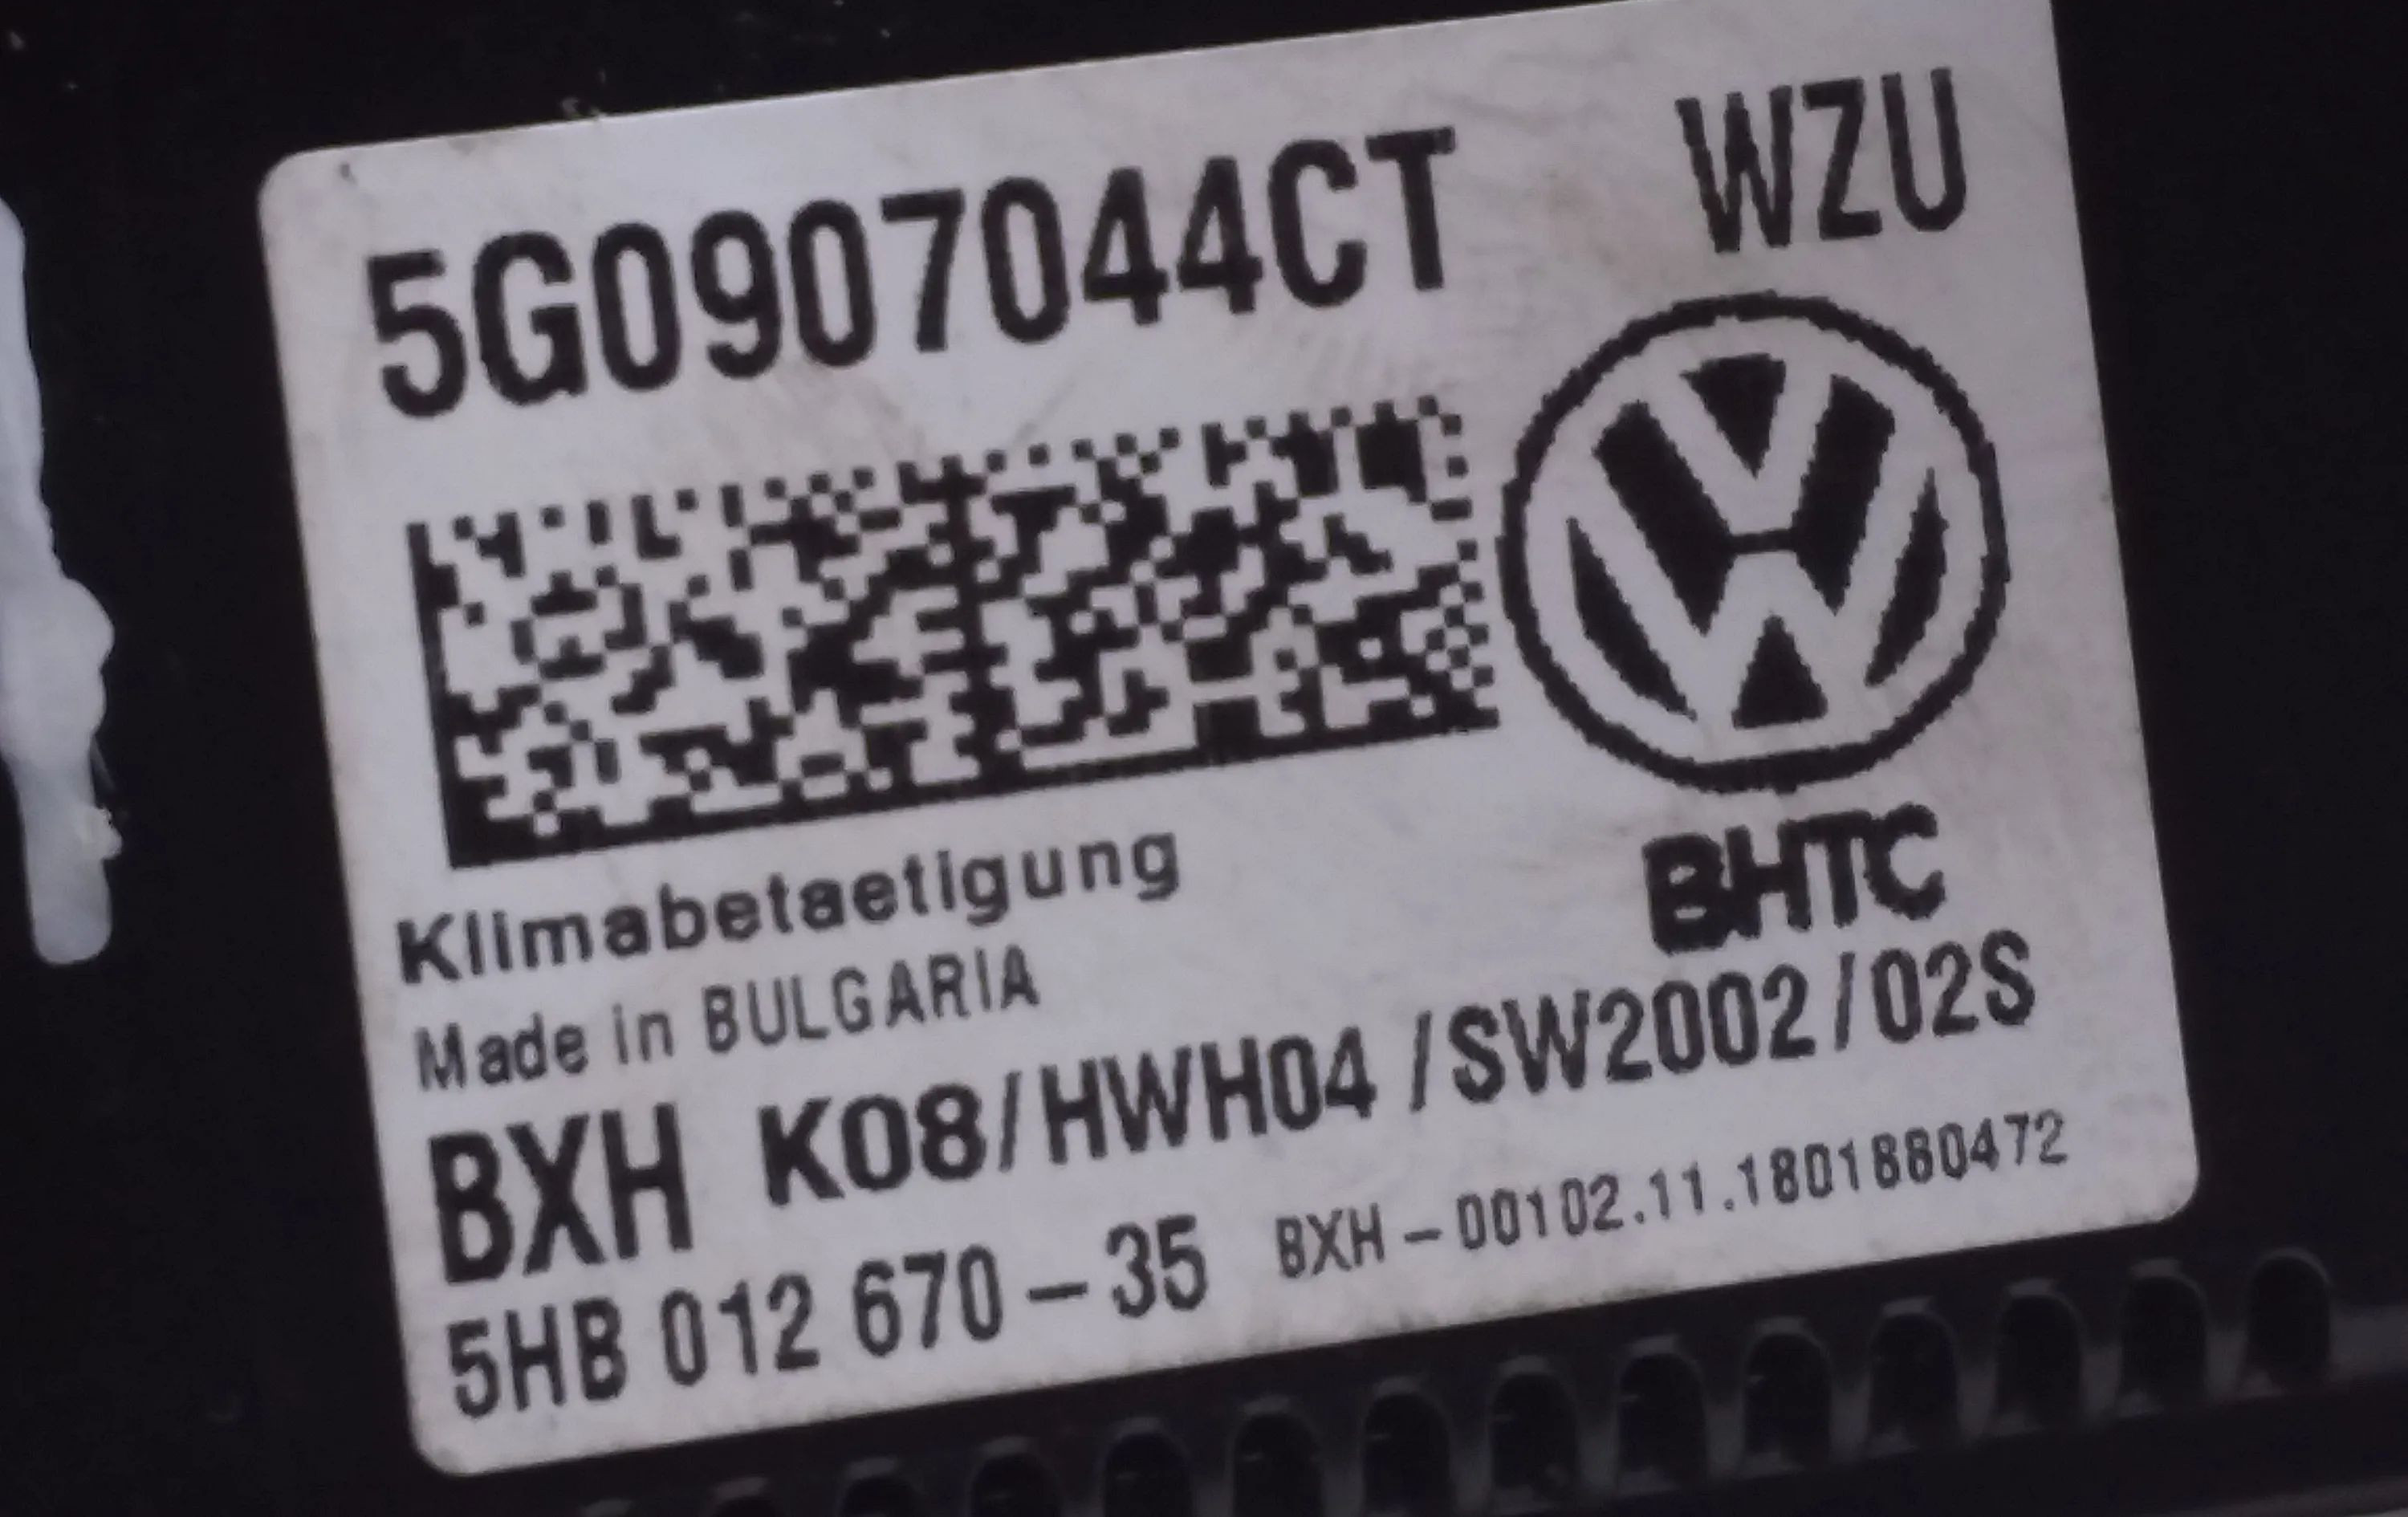 5G0907044CT WZU
BHTC
Klimabetaetigung
Made in BULGARIA
BXH K08/HWH04 /SW2002/02S
5HB 012 670-35 BXH-00102.11.1801880472